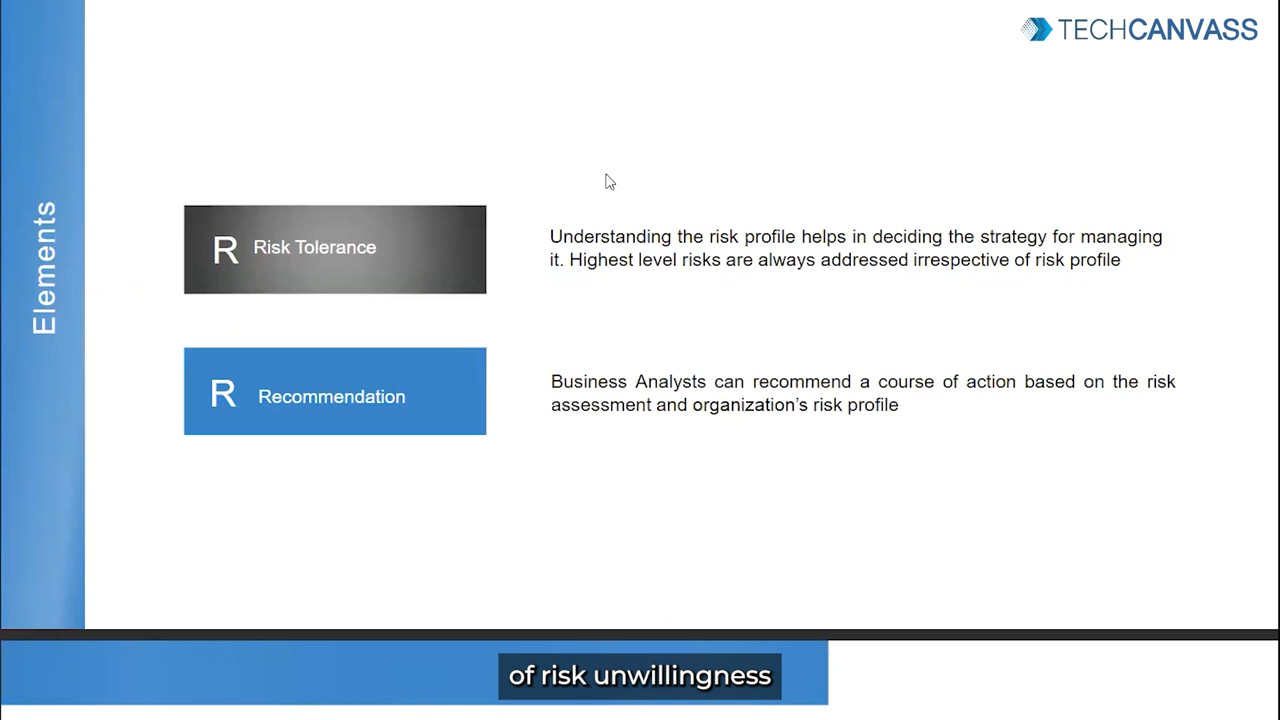 TECHCANVASS
Elements
R Risk Tolerance
Understanding the risk profile helps in deciding the strategy for managing
it. Highest level risks are always addressed irrespective of risk profile
R Recommendation
Business Analysts can recommend a course of action based on the risk
assessment and organization's risk profile
of risk unwillingness